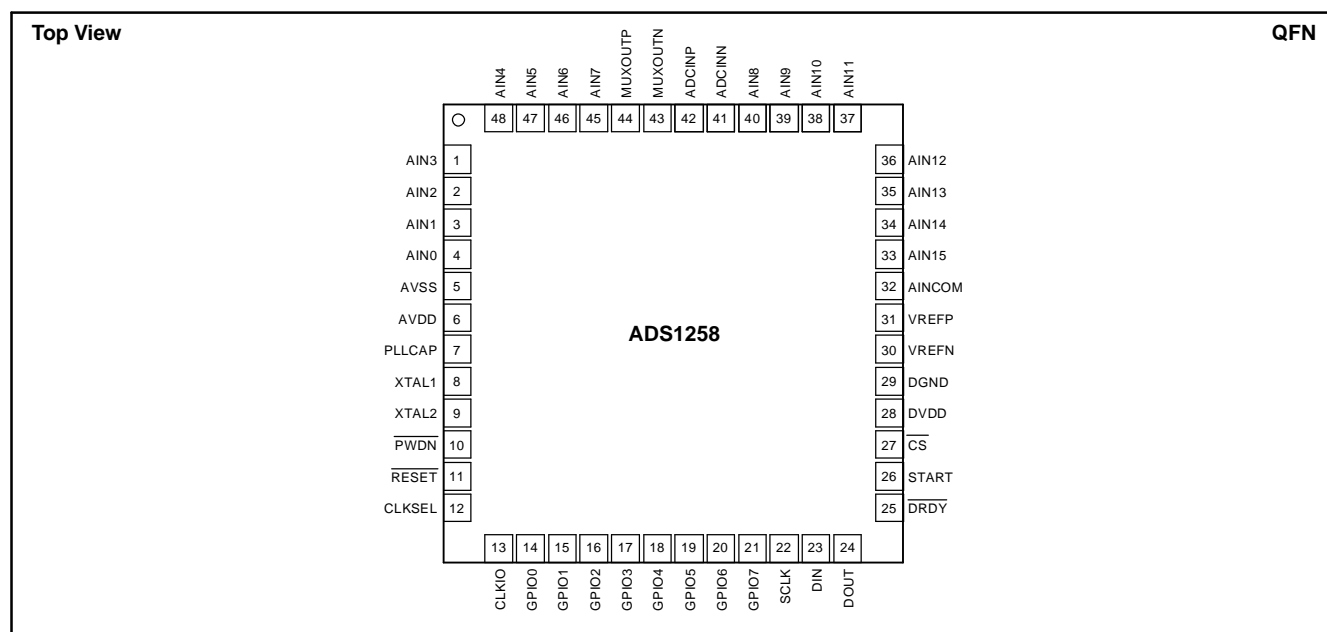 Top View
QFN
AIN4
AIN5
AIN6
AIN7
MUXOUTP
MUXOUTN
ADCINP
ADCINN
AIN8
AIN9
AIN10
AIN11
48 47 46 45 44 43 42 41 40 39 38 37
AIN3 1
AIN2 2
AIN1 3
AIN0 4
AVSS 5
AVDD 6
PLLCAP 7
XTAL1 8
XTAL2 9
PWDN 10
RESET 11
CLKSEL 12
ADS1258
36 AIN12
35 AIN13
34 AIN14
33 AIN15
32 AINCOM
31 VREFP
30 VREFN
29 DGND
28 DVDD
27 CS
26 START
25 DRDY
13 14 15 16 17 18 19 20 21 22 23 24
CLKIO
GPIO0
GPIO1
GPIO2
GPIO3
GPIO4
GPIO5
GPIO6
GPIO7
SCLK
DIN
DOUT